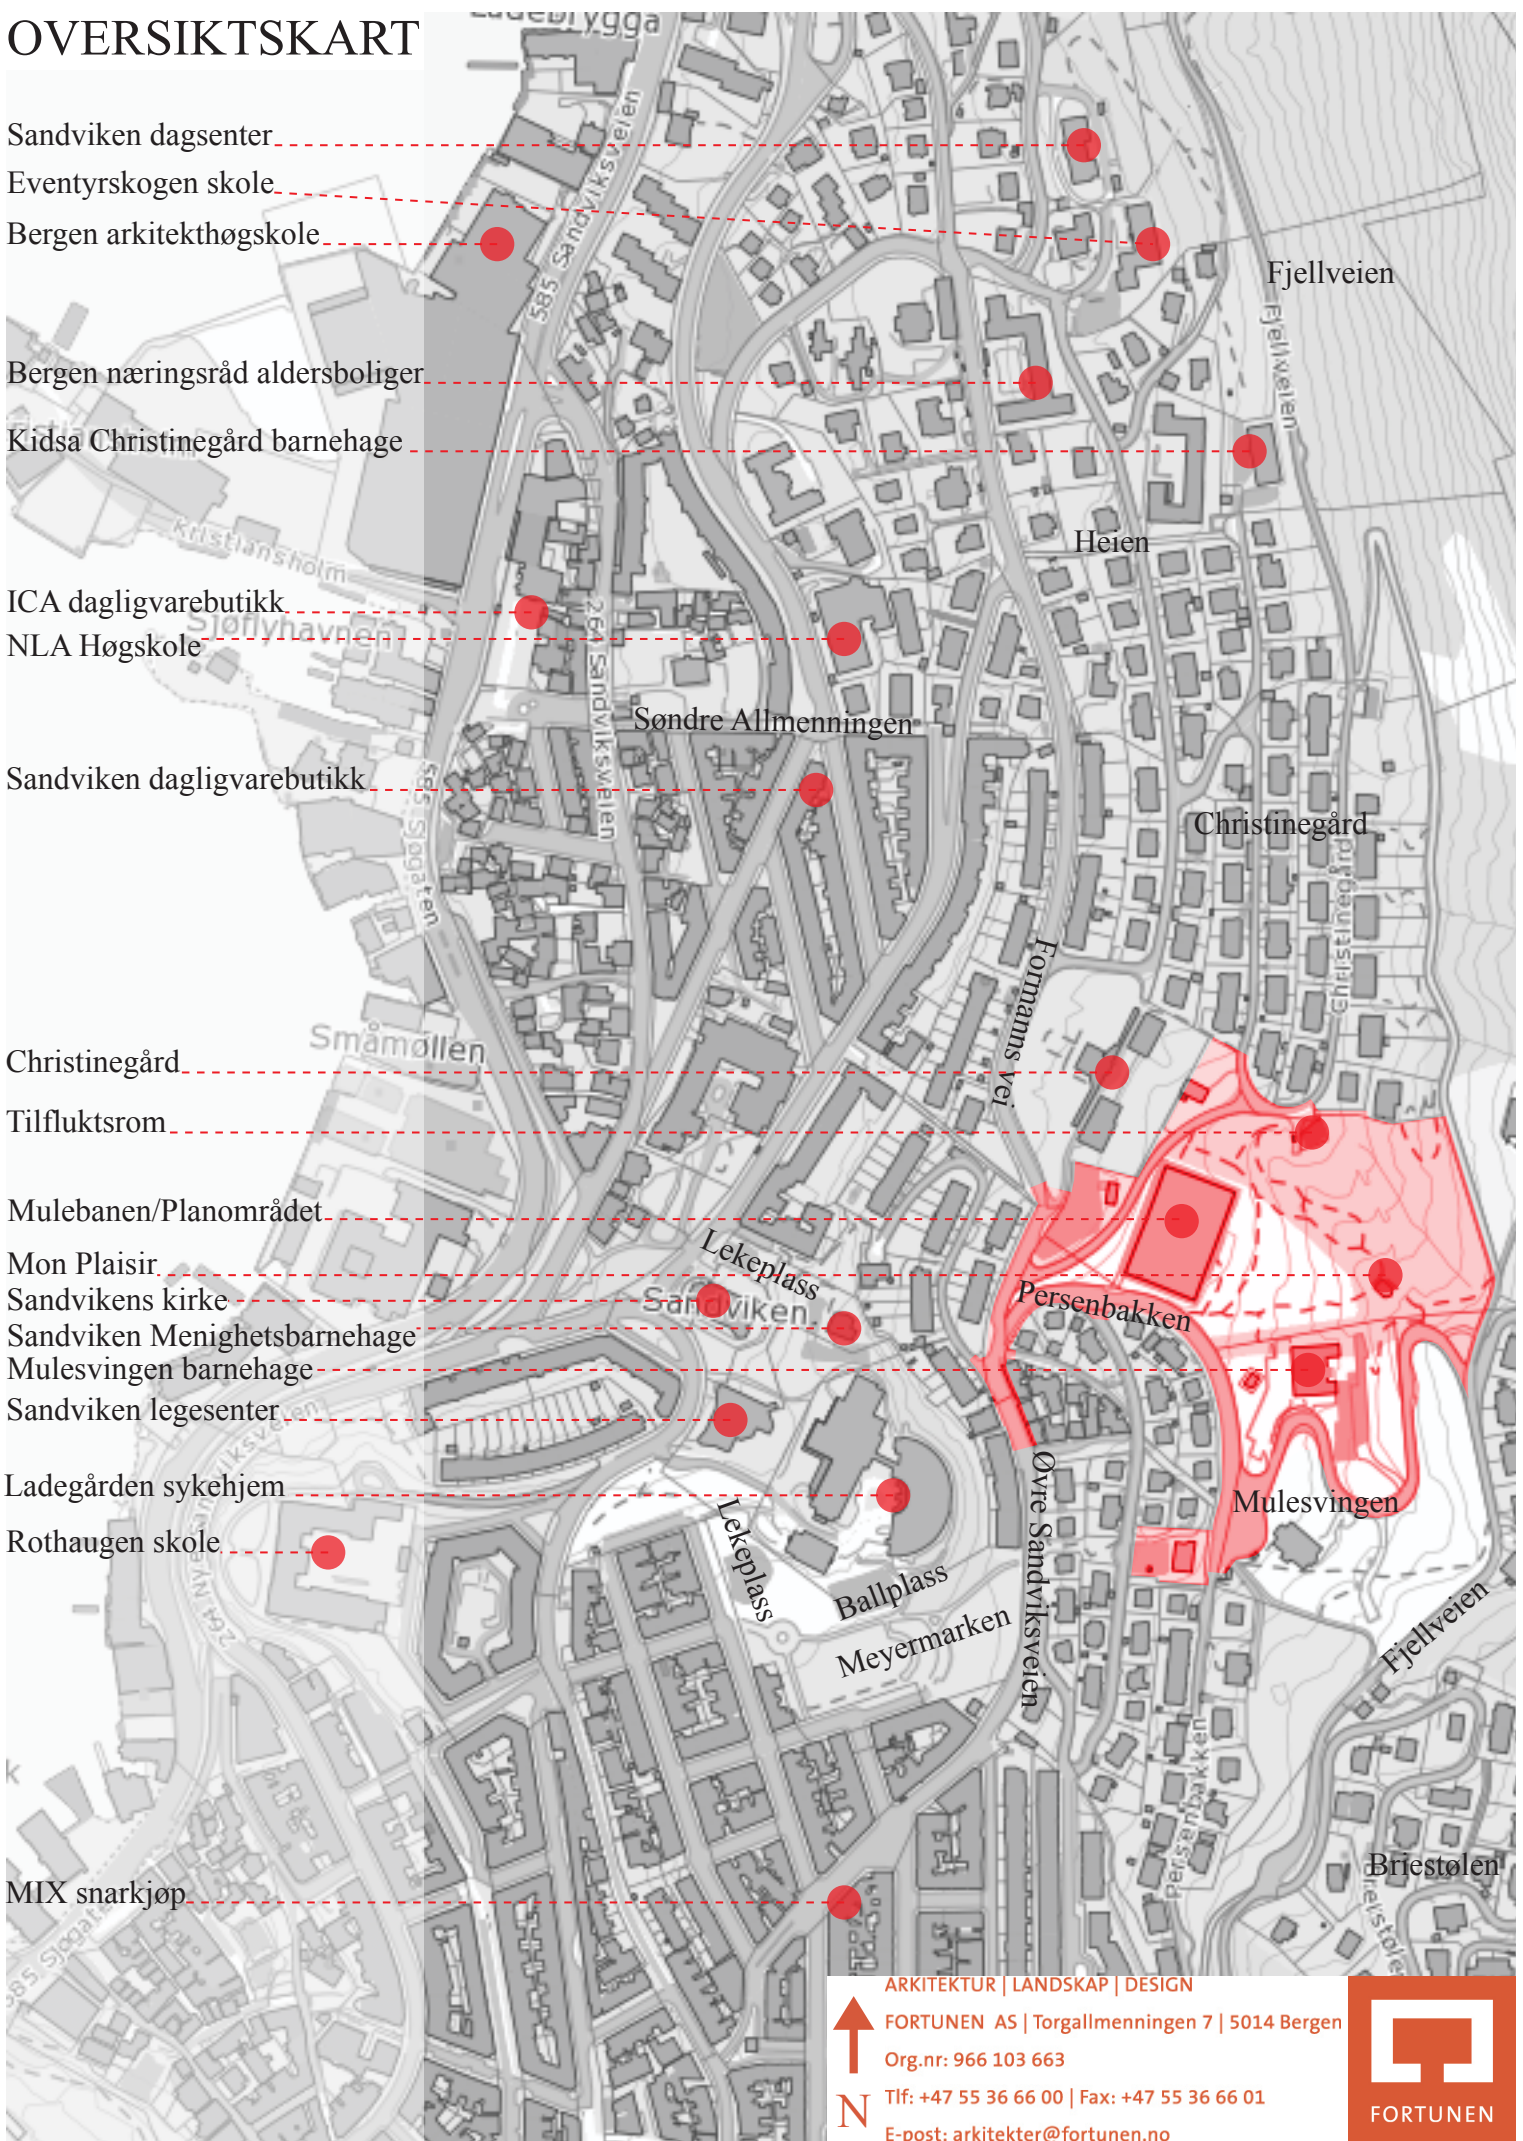 OVERSIKTSKART
Ladebrygga
Sandviken dagsenter
Eventyrskogen skole
Bergen arkitekthøgskole
585 Sandviksveien
Fjellveien
Fjellveien
Bergen næringsråd aldersboliger
Kidsa Christinegård barnehage
Kristiansholm
Heien
ICA dagligvarebutikk
Sjøflyhavnen
NLA Høgskole
264 Sandviksveien
Søndre Allmenningen
Sandviken dagligvarebutikk
585 Sjøgaten
Christinegård
Christinegård
Formanns vei
Småmøllen
Christinegård
Tilfluktsrom
Mulebanen/Planområdet
Lekeplass
Mon Plaisir
Sandvikens kirke
Sandviken
Persenbakken
Sandviken Menighetsbarnehage
Mulesvingen barnehage
Sandviken legesenter
Ladegården sykehjem
Mulesvingen
Øvre Sandviksveien
Lekeplass
Rothaugen skole
Ballplass
Meyermarken
Fjellveien
Persenbakken
Briestølen
MIX snarkjøp
585 Sjøgaten
ARKITEKTUR | LANDSKAP | DESIGN
FORTUNEN AS | Torgallmenningen 7 | 5014 Bergen
Org.nr: 966 103 663
N
Tlf: +47 55 36 66 00 | Fax: +47 55 36 66 01
E-post: arkitekter@fortunen.no
FORTUNEN